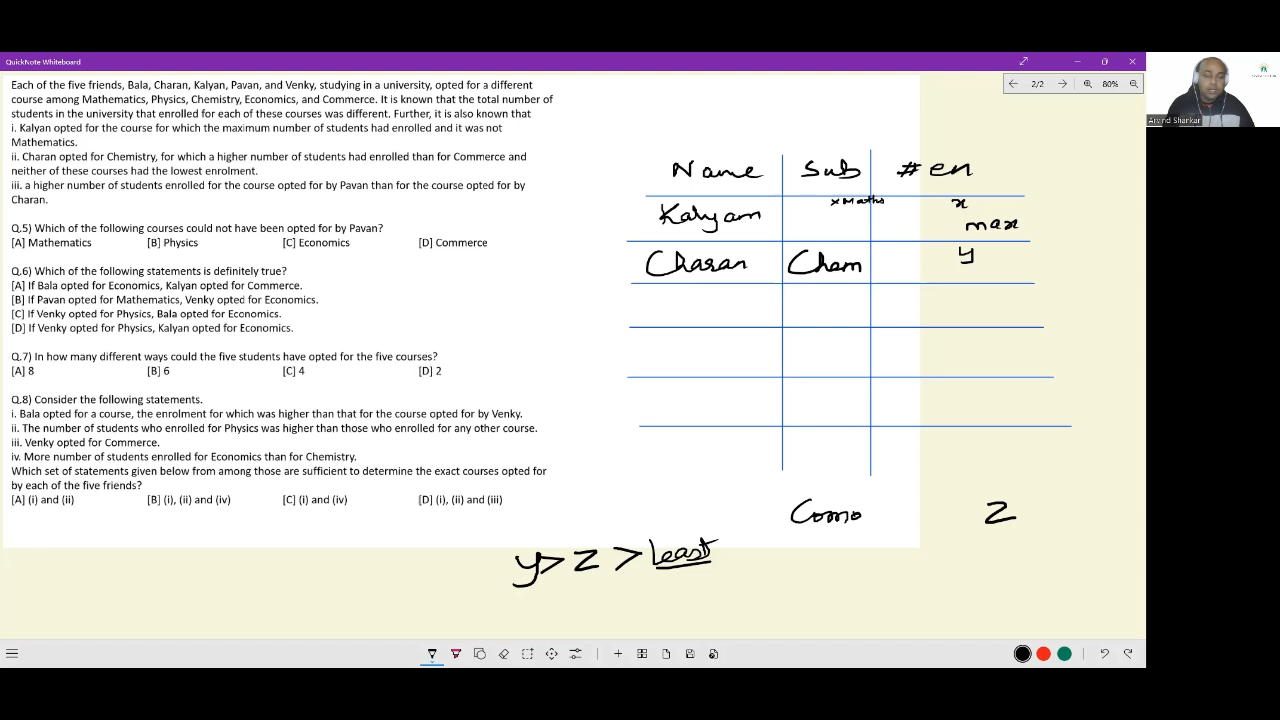 QuickNote Whiteboard
Each of the five friends, Bala, Charan, Kalyan, Pavan, and Venky, studying in a university, opted for a different
course among Mathematics, Physics, Chemistry, Economics, and Commerce. It is known that the total number of
students in the university that enrolled for each of these courses was different. Further, it is also known that
i. Kalyan opted for the course for which the maximum number of students had enrolled and it was not
Mathematics.
ii. Charan opted for Chemistry, for which a higher number of students had enrolled than for Commerce and
neither of these courses had the lowest enrolment.
iii. a higher number of students enrolled for the course opted for by Pavan than for the course opted for by
Charan.
Q.5) Which of the following courses could not have been opted for by Pavan?
[A] Mathematics [B] Physics [C] Economics [D] Commerce
Q.6) Which of the following statements is definitely true?
[A] If Bala opted for Economics, Kalyan opted for Commerce.
[B] If Pavan opted for Mathematics, Venky opted for Economics.
[C] If Venky opted for Physics, Bala opted for Economics.
[D] If Venky opted for Physics, Kalyan opted for Economics.
Q.7) In how many different ways could the five students have opted for the five courses?
[A] 8 [B] 6 [C] 4 [D] 2
Q.8) Consider the following statements.
i. Bala opted for a course, the enrolment for which was higher than that for the course opted for by Venky.
ii. The number of students who enrolled for Physics was higher than those who enrolled for any other course.
iii. Venky opted for Commerce.
iv. More number of students enrolled for Economics than for Chemistry.
Which set of statements given below from among those are sufficient to determine the exact courses opted for
by each of the five friends?
[A] (i) and (ii) [B] (i), (ii) and (iv) [C] (i) and (iv) [D] (i), (ii) and (iii)
2/2
80%
Arvind Shankar
Name Sub # en
x Maths x
Kalyam max
Charan Chem y
Como z
y > z > Least